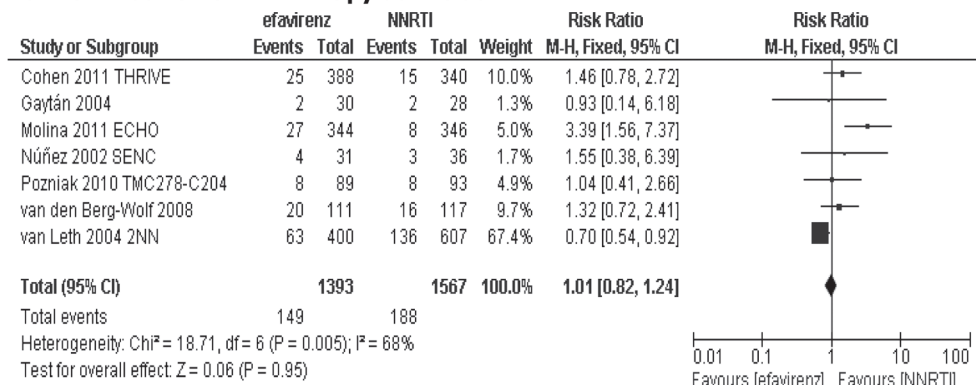 efavirenz NNRTI Risk Ratio Risk Ratio
Study or Subgroup Events Total Events Total Weight M-H, Fixed, 95% CI M-H, Fixed, 95% CI
Cohen 2011 THRIVE 25 388 15 340 10.0% 1.46 [0.78, 2.72]
Gaytán 2004 2 30 2 28 1.3% 0.93 [0.14, 6.18]
Molina 2011 ECHO 27 344 8 346 5.0% 3.39 [1.56, 7.37]
Núñez 2002 SENC 4 31 3 36 1.7% 1.55 [0.38, 6.39]
Pozniak 2010 TMC278-C204 8 89 8 93 4.9% 1.04 [0.41, 2.66]
van den Berg-Wolf 2008 20 111 16 117 9.7% 1.32 [0.72, 2.41]
van Leth 2004 2NN 63 400 136 607 67.4% 0.70 [0.54, 0.92]
Total (95% CI) 1393 1567 100.0% 1.01 [0.82, 1.24]
Total events 149 188
Heterogeneity: Chi² = 18.71, df = 6 (P = 0.005); I² = 68%
Test for overall effect: Z = 0.06 (P = 0.95)
0.01 0.1 1 10 100
Favours [efavirenz] Favours [NNRTI]